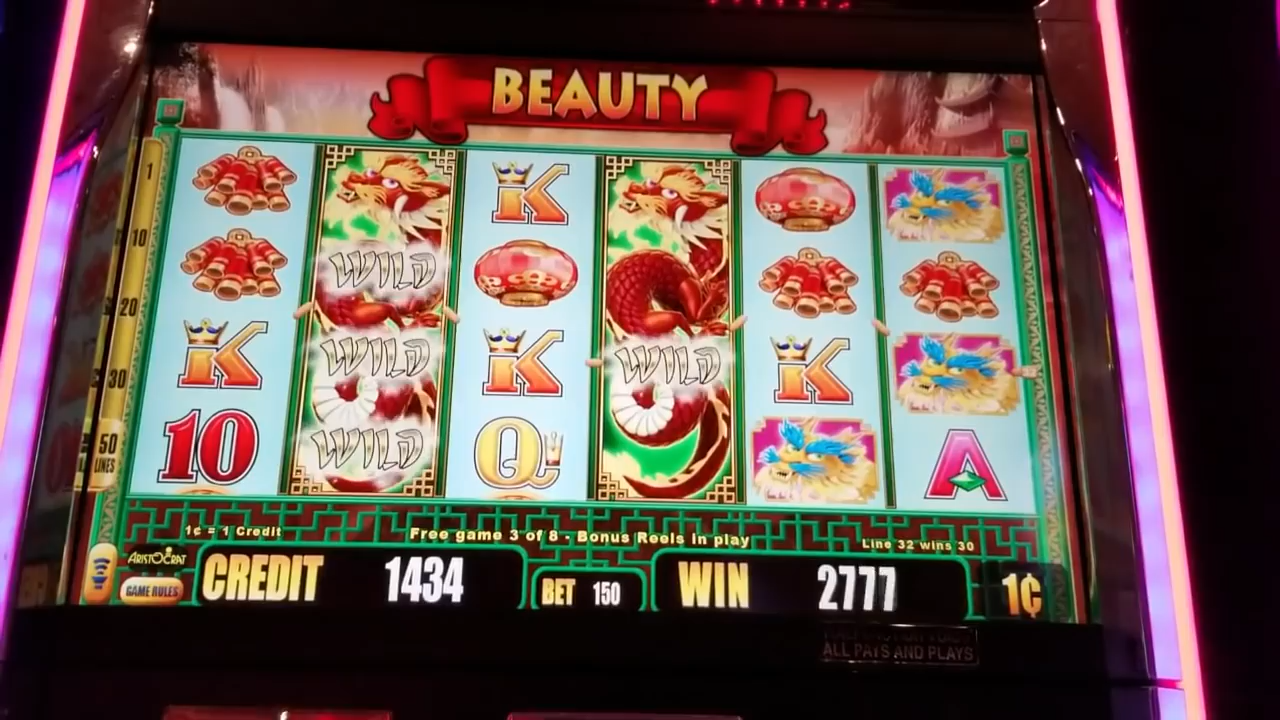 BEAUTY
1
10
20
30
50
LINES
K
WILD
K
WILD
K
WILD
K
WILD
10
Q
A
1¢ = 1 Credit
Free game 3 of 8 - Bonus Reels in play
Line 32 wins 30
ARISTOCRAT
GAME RULES
CREDIT 1434
BET 150
WIN 2777
1¢
ALL PAYS AND PLAYS